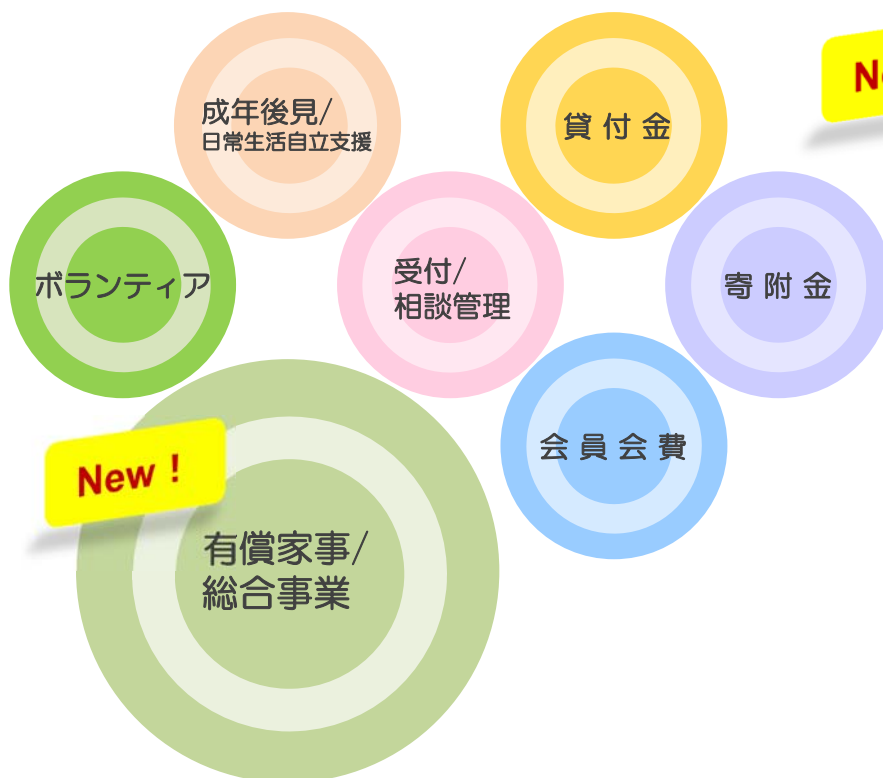 成年後見/
日常生活自立支援
貸付金
ボランティア
受付/
相談管理
寄附金
会員会費
New !
有償家事/
総合事業